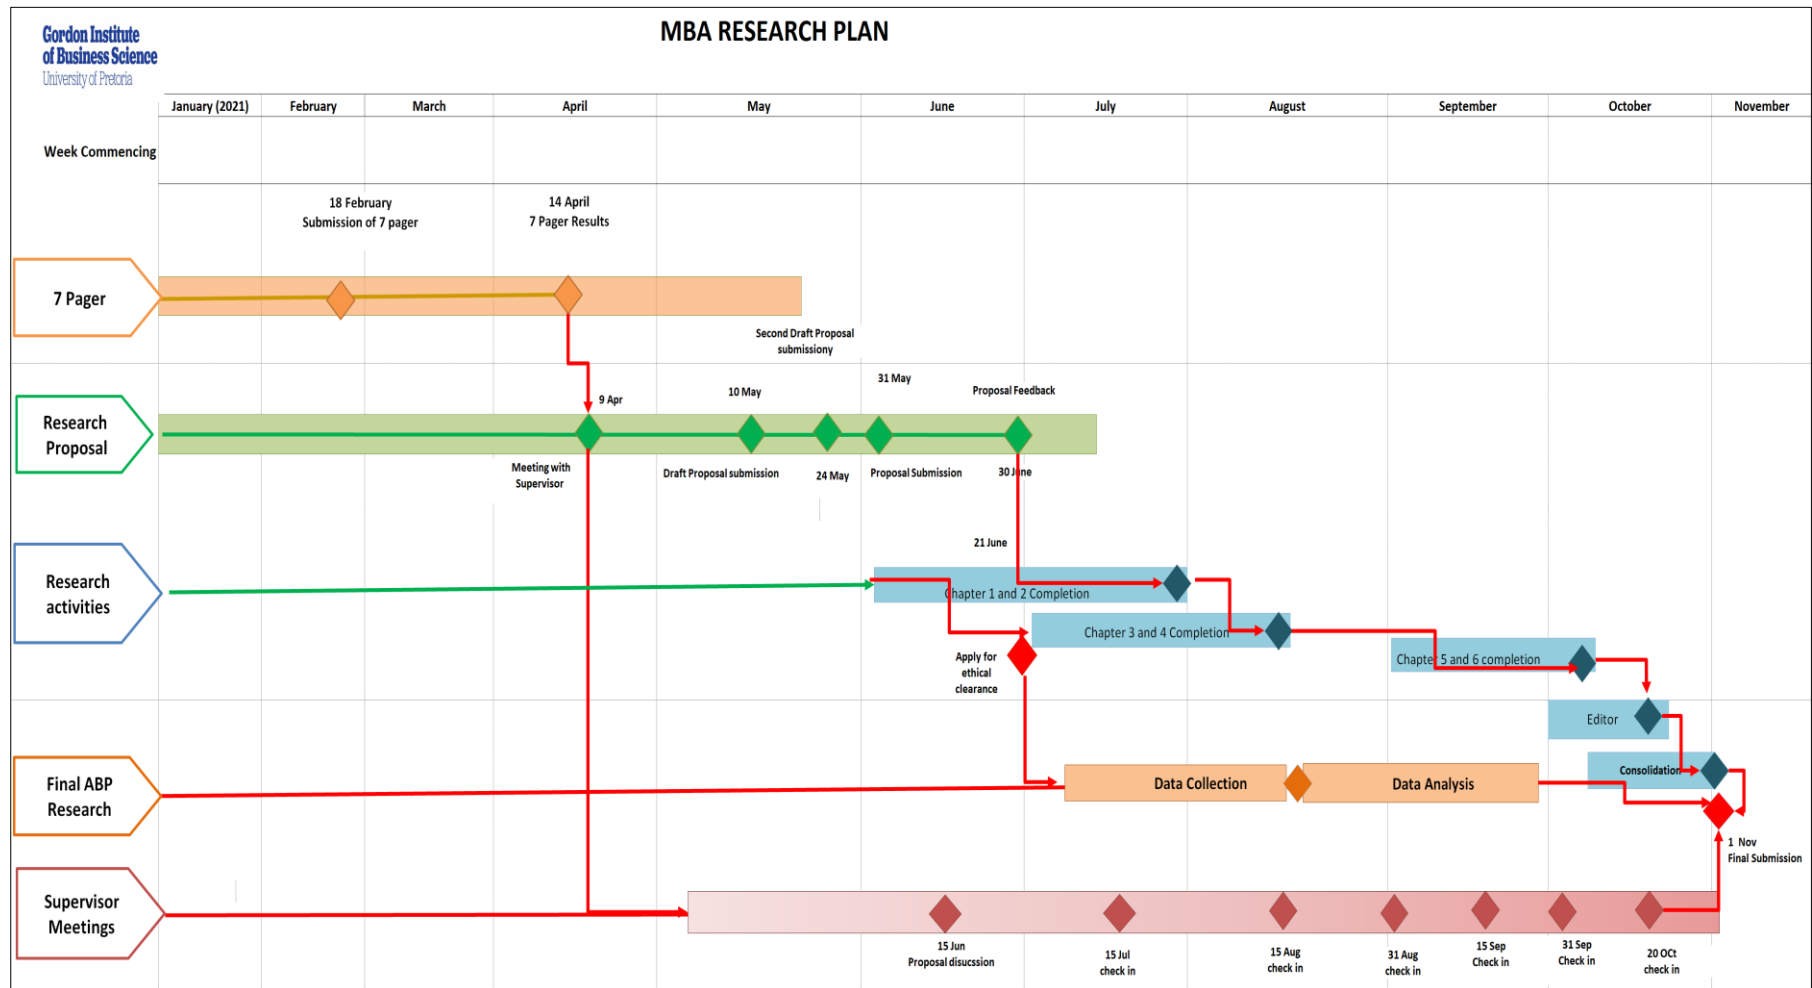 Gordon Institute
of Business Science
University of Pretoria
MBA RESEARCH PLAN
January (2021) February March April May June July August September October November
Week Commencing
18 February
Submission of 7 pager
14 April
7 Pager Results
7 Pager
Second Draft Proposal
submissiony
Research
Proposal
9 Apr
10 May
31 May
Proposal Feedback
Meeting with
Supervisor
Draft Proposal submission
24 May
Proposal Submission
30 June
21 June
Research
activities
Chapter 1 and 2 Completion
Chapter 3 and 4 Completion
Apply for
ethical
clearance
Chapter 5 and 6 completion
Editor
Final ABP
Research
Data Collection
Data Analysis
Consolidation
1 Nov
Final Submission
Supervisor
Meetings
15 Jun
Proposal disucssion
15 Jul
check in
15 Aug
check in
31 Aug
check in
15 Sep
Check in
31 Sep
Check in
20 OCt
check in